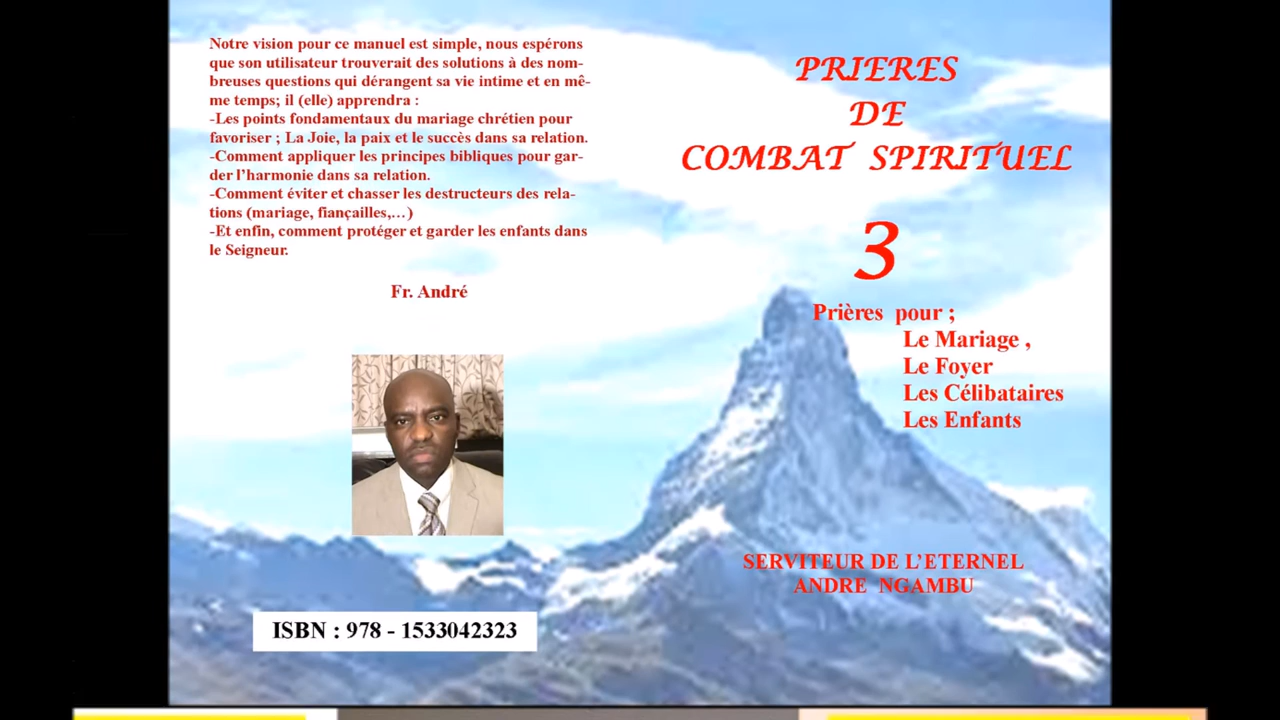 Notre vision pour ce manuel est simple, nous espérons
que son utilisateur trouverait des solutions à des nom-
breuses questions qui dérangent sa vie intime et en mê-
me temps; il (elle) apprendra :
-Les points fondamentaux du mariage chrétien pour
favoriser ; La Joie, la paix et le succès dans sa relation.
-Comment appliquer les principes bibliques pour gar-
der l'harmonie dans sa relation.
-Comment éviter et chasser les destructeurs des rela-
tions (mariage, fiançailles,...)
-Et enfin, comment protéger et garder les enfants dans
le Seigneur.
Fr. André
ISBN : 978 - 1533042323
PRIERES
DE
COMBAT SPIRITUEL
3
Prières pour ;
Le Mariage ,
Le Foyer
Les Célibataires
Les Enfants
SERVITEUR DE L'ETERNEL
ANDRE NGAMBU